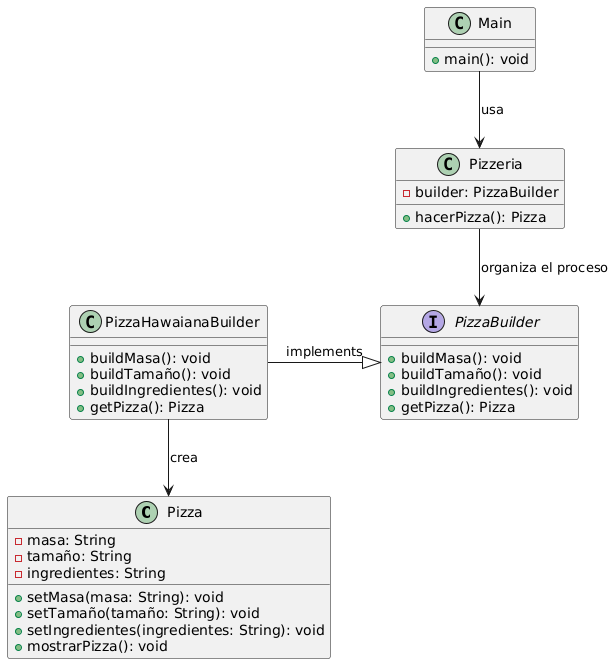 C Main
main(): void
usa
C Pizzeria
builder: PizzaBuilder
hacerPizza(): Pizza
organiza el proceso
C PizzaHawaianaBuilder
buildMasa(): void
buildTamaño(): void
buildIngredientes(): void
getPizza(): Pizza
implements
I PizzaBuilder
buildMasa(): void
buildTamaño(): void
buildIngredientes(): void
getPizza(): Pizza
crea
C Pizza
masa: String
tamaño: String
ingredientes: String
setMasa(masa: String): void
setTamaño(tamaño: String): void
setIngredientes(ingredientes: String): void
mostrarPizza(): void